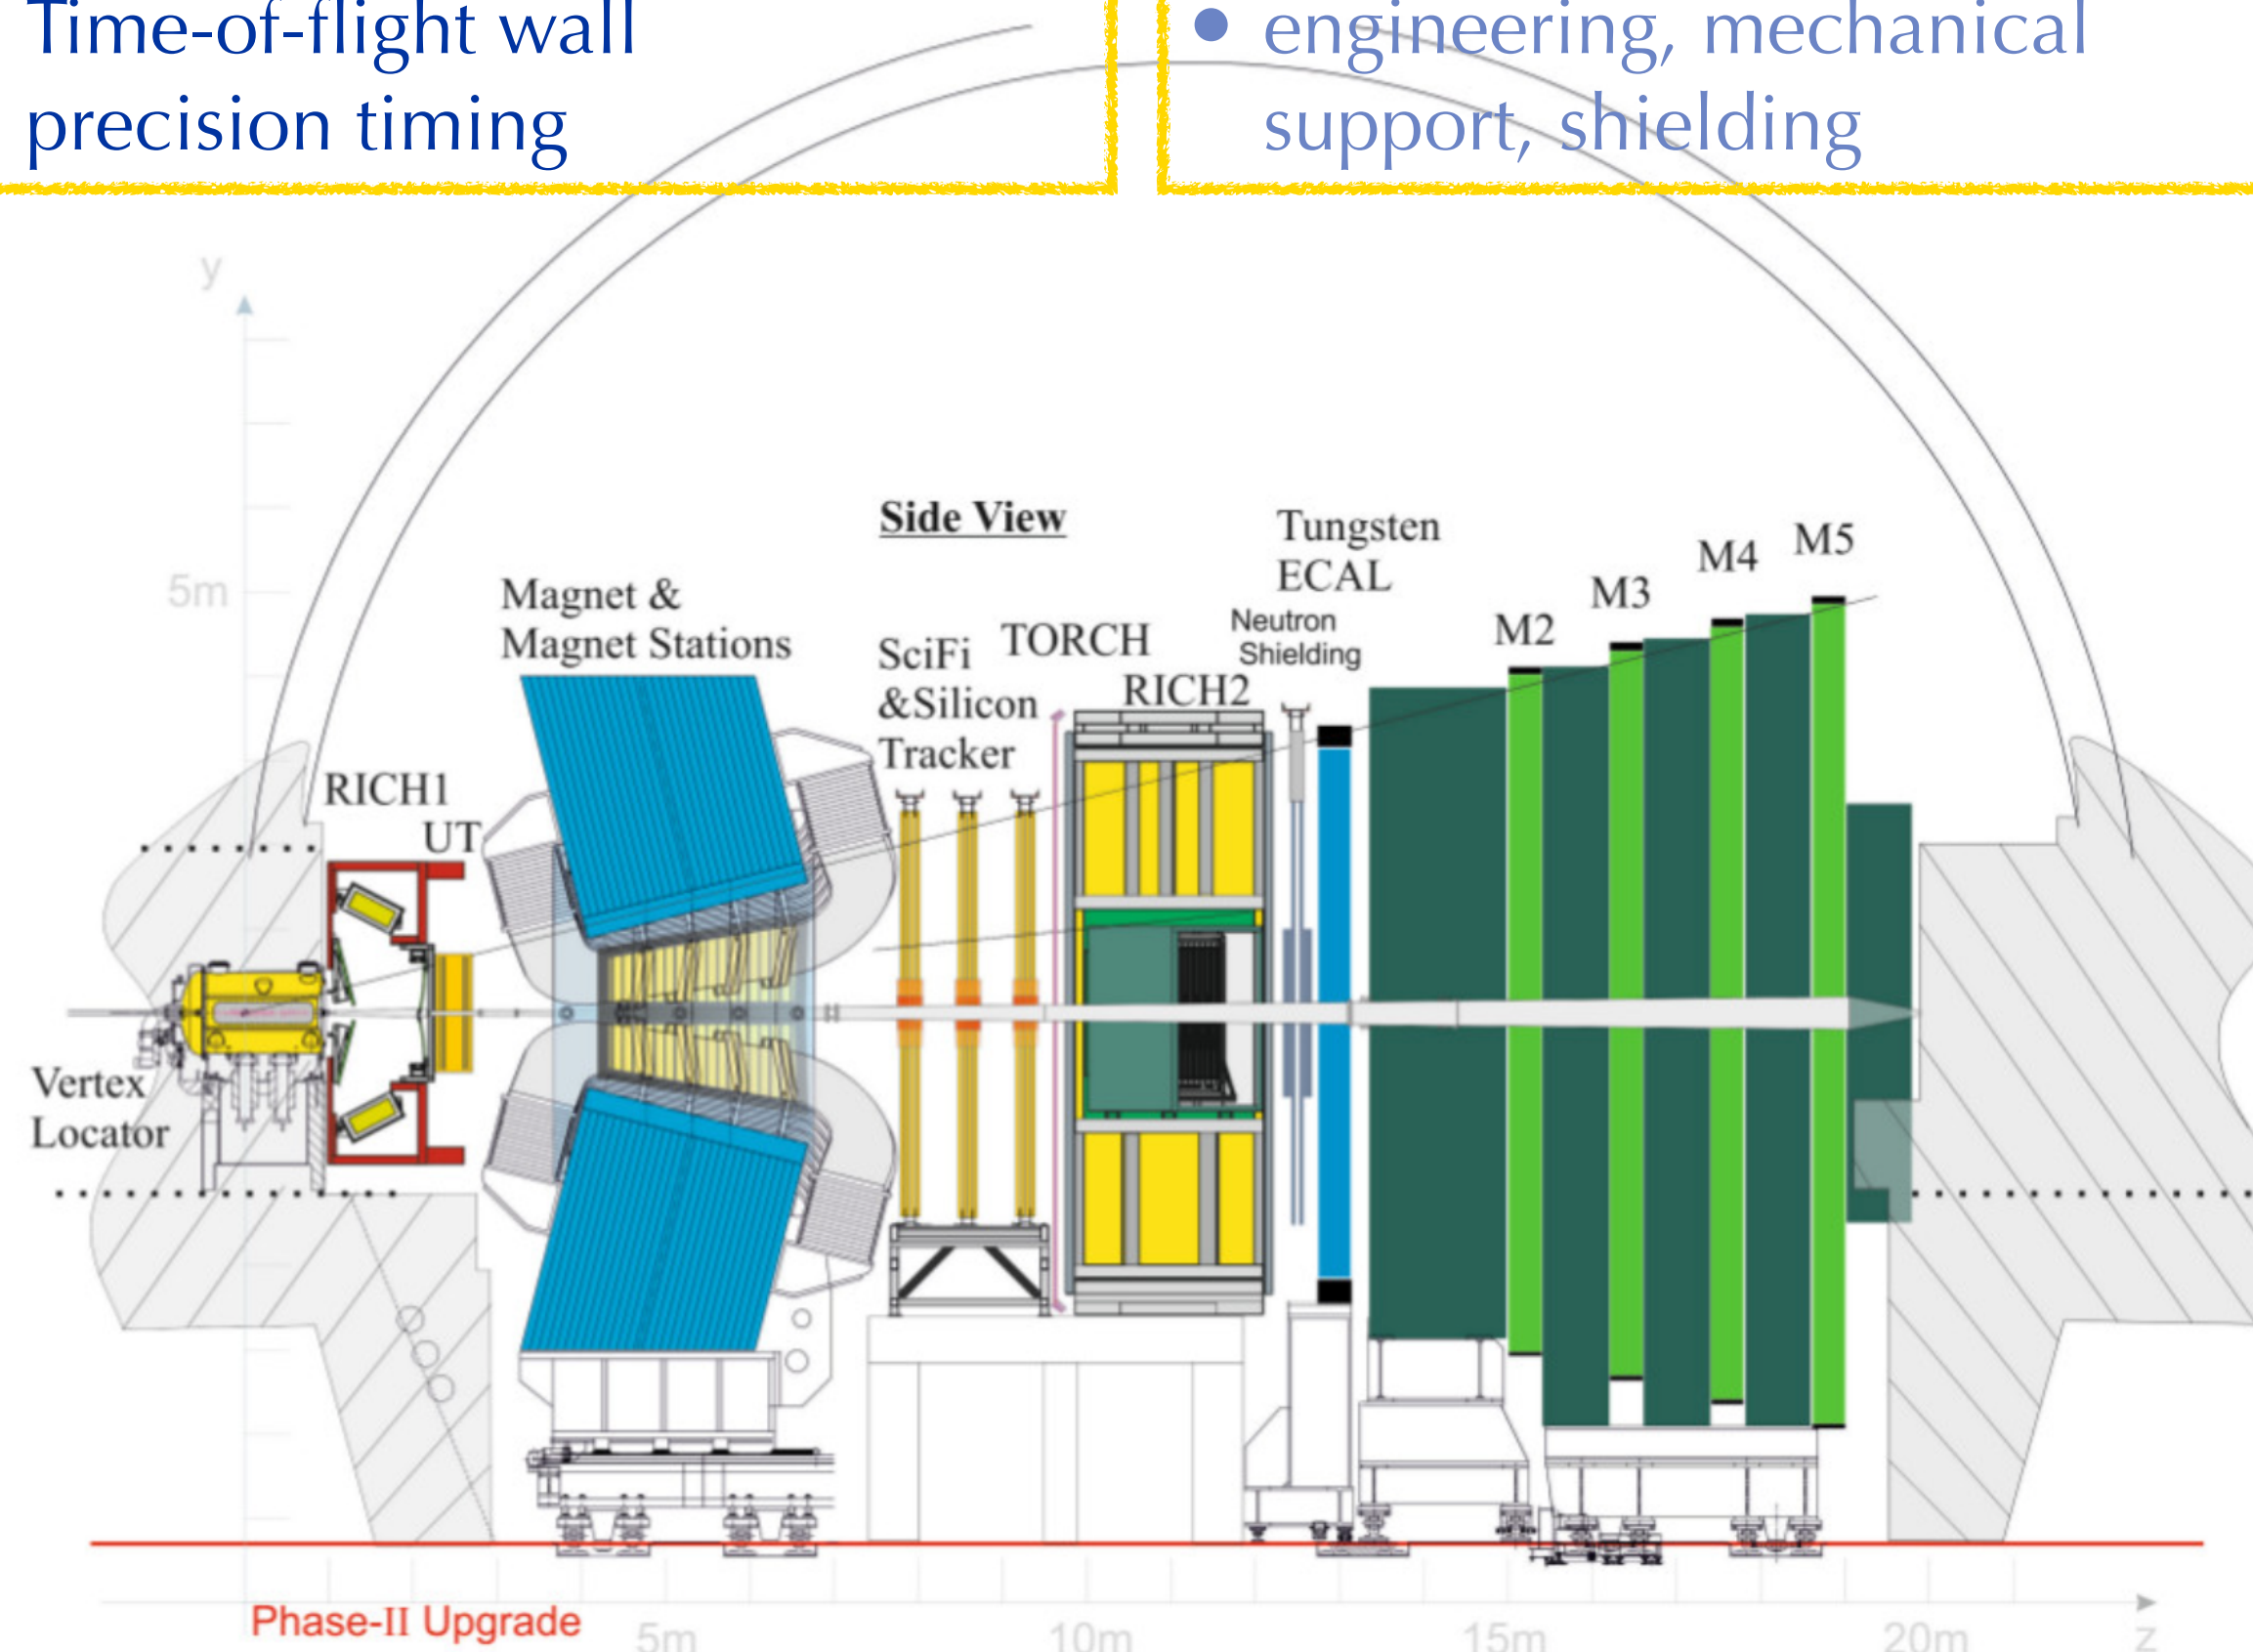 Time-of-flight wall
precision timing
• engineering, mechanical
support, shielding
y
5m
Side View
Magnet &
Magnet Stations
SciFi
&Silicon
Tracker
TORCH
RICH2
Tungsten
ECAL
Neutron
Shielding
M2
M3
M4
M5
RICH1
UT
Vertex
Locator
Phase-II Upgrade
5m
10m
15m
20m
z